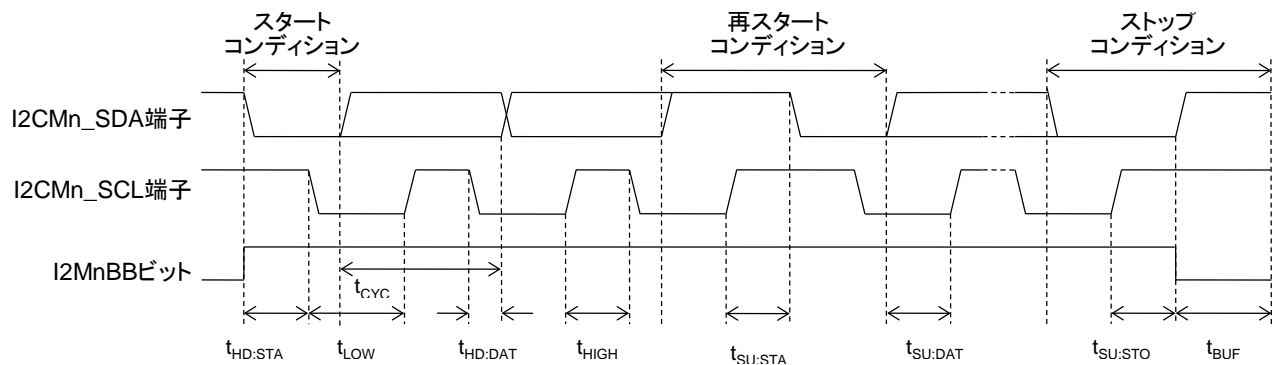 スタート
コンディション
再スタート
コンディション
ストップ
コンディション
I2CMn_SDA端子
I2CMn_SCL端子
I2MnBBビット
tCYC
tHD:STA
tLOW
tHD:DAT
tHIGH
tSU:STA
tSU:DAT
tSU:STO
tBUF